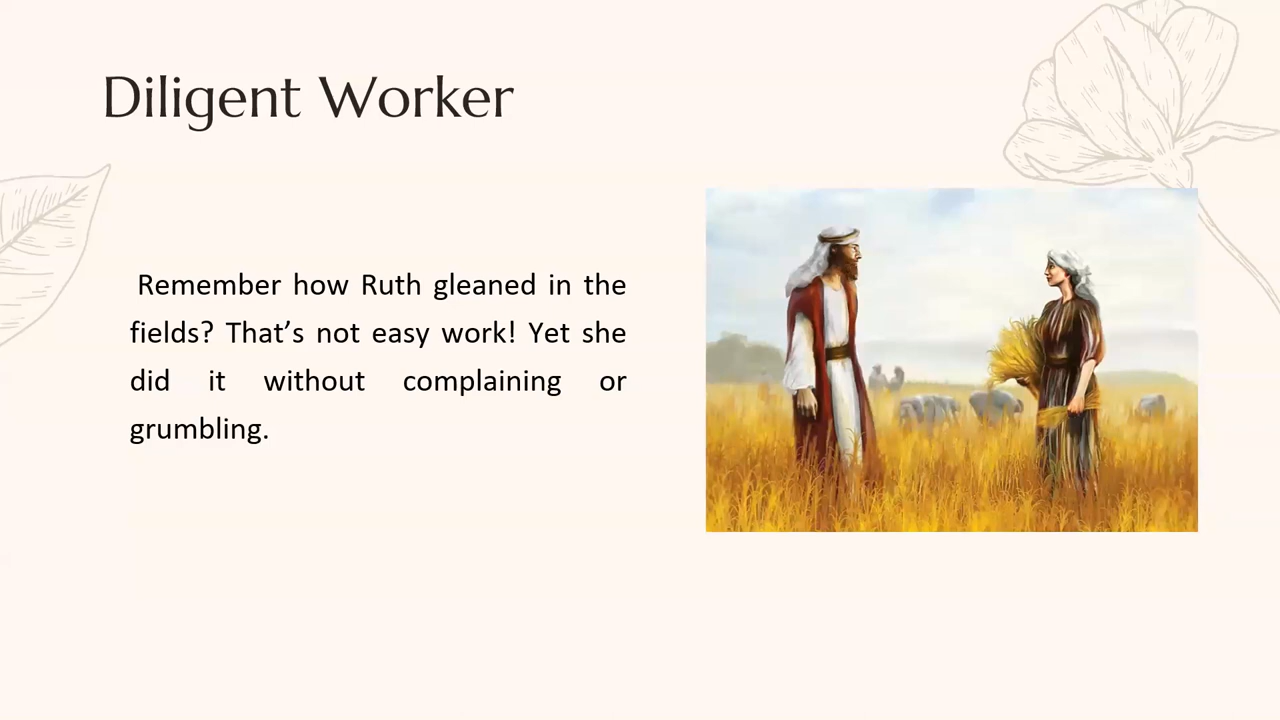 Diligent Worker
Remember how Ruth gleaned in the
fields? That’s not easy work! Yet she
did it without complaining or
grumbling.